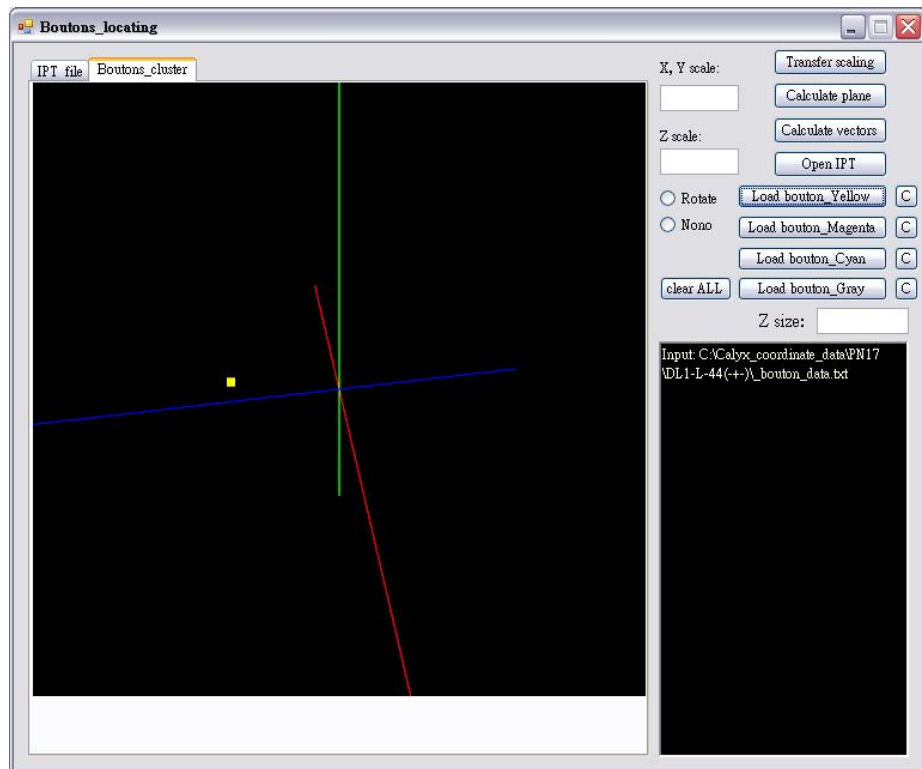 Boutons_locating
IPT file
Boutons_cluster
X, Y scale:
Transfer scaling
Calculate plane
Z scale:
Calculate vectors
Open IPT
Rotate
Load bouton_Yellow
C
Nono
Load bouton_Magenta
C
Load bouton_Cyan
C
clear ALL
Load bouton_Gray
C
Z size:
Input: C:\Calyx_coordinate_data\PN17
\DL1-L-44(-+-)\_bouton_data.txt